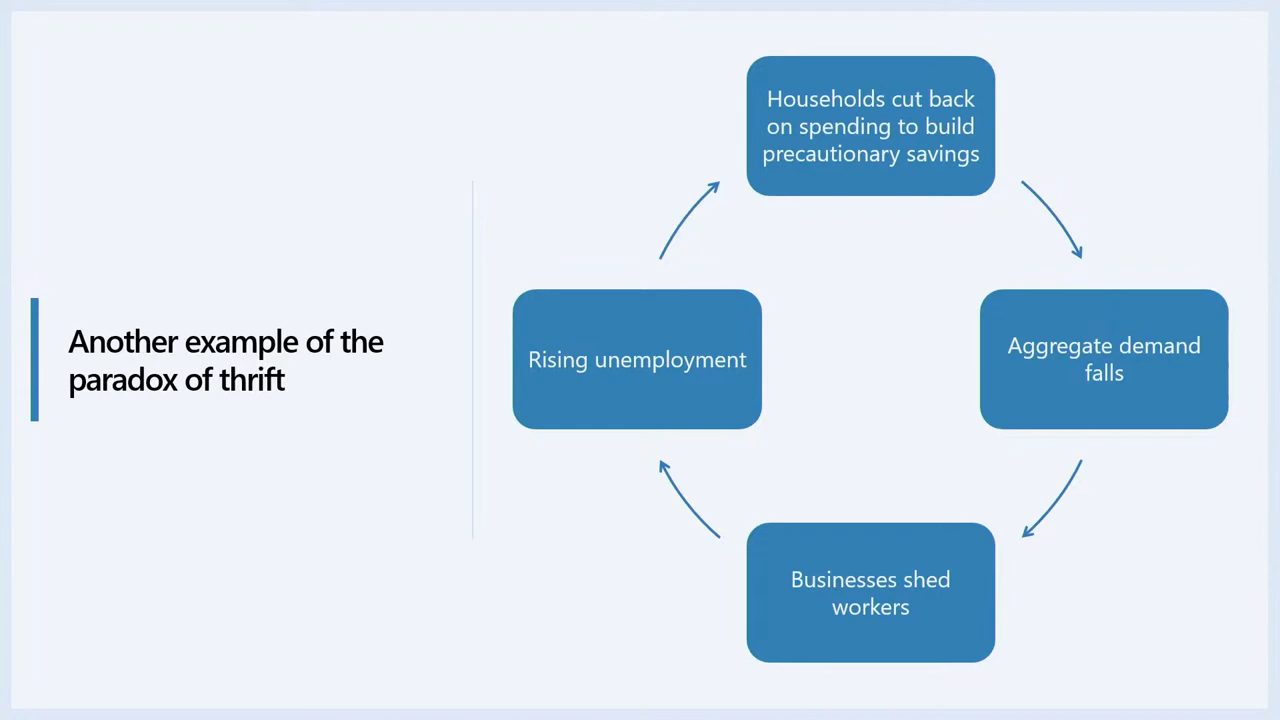 Another example of the
paradox of thrift
Households cut back
on spending to build
precautionary savings
Aggregate demand
falls
Businesses shed
workers
Rising unemployment